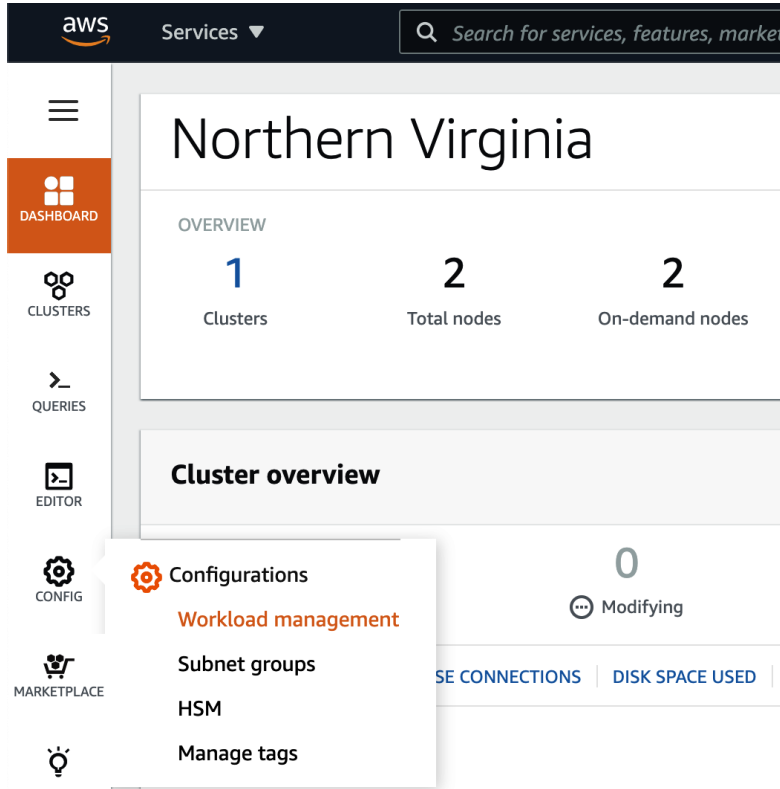 aws
Services
Search for services, features, market
Northern Virginia
OVERVIEW
1
Clusters
2
Total nodes
2
On-demand nodes
DASHBOARD
CLUSTERS
QUERIES
EDITOR
CONFIG
MARKETPLACE
Cluster overview
0
Modifying
SE CONNECTIONS
DISK SPACE USED
Configurations
Workload management
Subnet groups
HSM
Manage tags